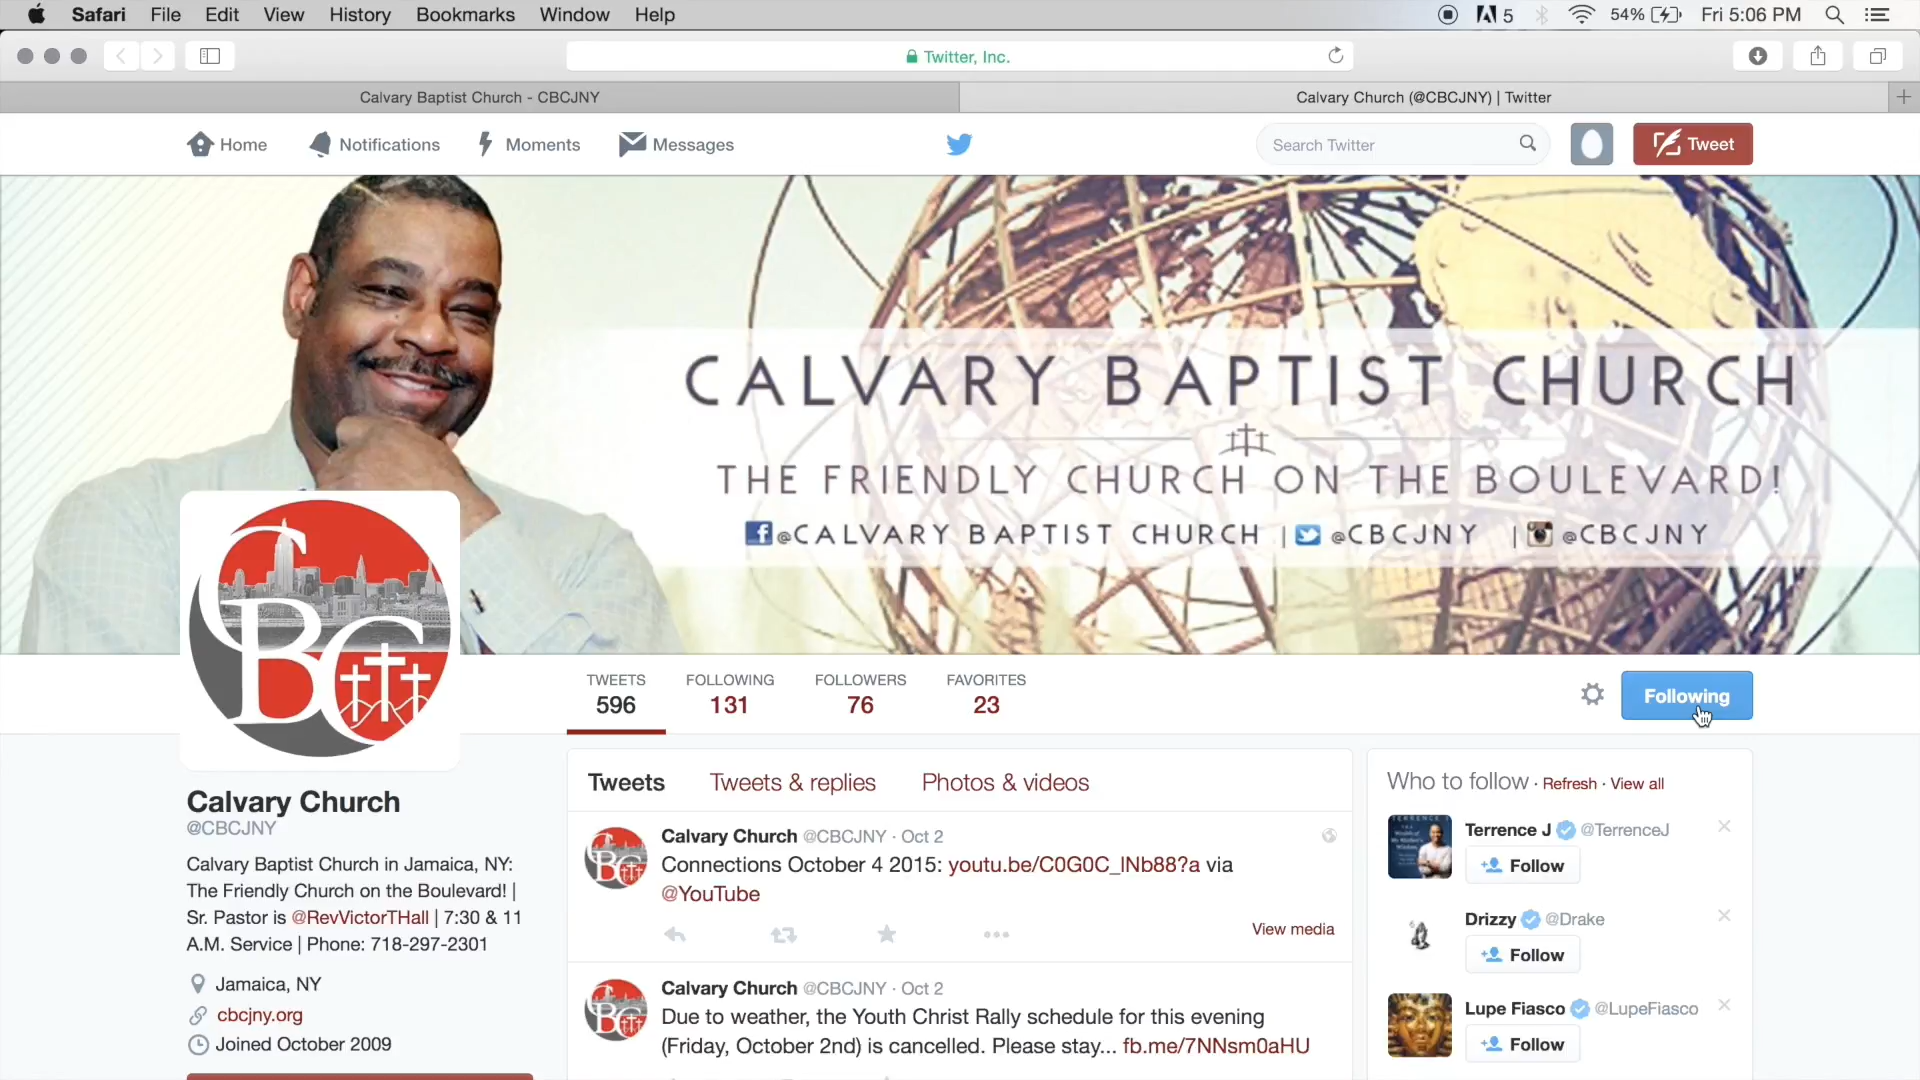 Safari File Edit View History Bookmarks Window Help 5 54% Fri 5:06 PM
Twitter, Inc.
Calvary Baptist Church - CBCJNY
Calvary Church (@CBCJNY) | Twitter
Home Notifications Moments Messages Search Twitter Tweet
CALVARY BAPTIST CHURCH
THE FRIENDLY CHURCH ON THE BOULEVARD!
@CALVARY BAPTIST CHURCH | @CBCJNY | @CBCJNY
CBC
TWEETS FOLLOWING FOLLOWERS FAVORITES
596 131 76 23
Following
Calvary Church
@CBCJNY
Calvary Baptist Church in Jamaica, NY:
The Friendly Church on the Boulevard! |
Sr. Pastor is @RevVictorTHall | 7:30 & 11
A.M. Service | Phone: 718-297-2301
Jamaica, NY
cbcjny.org
Joined October 2009
Tweets Tweets & replies Photos & videos
Calvary Church @CBCJNY · Oct 2
Connections October 4 2015: youtu.be/C0G0C_lNb88?a via
@YouTube
View media
Calvary Church @CBCJNY · Oct 2
Due to weather, the Youth Christ Rally schedule for this evening
(Friday, October 2nd) is cancelled. Please stay... fb.me/7NNsm0aHU
Who to follow · Refresh · View all
Terrence J @TerrenceJ
Follow
Drizzy @Drake
Follow
Lupe Fiasco @LupeFiasco
Follow